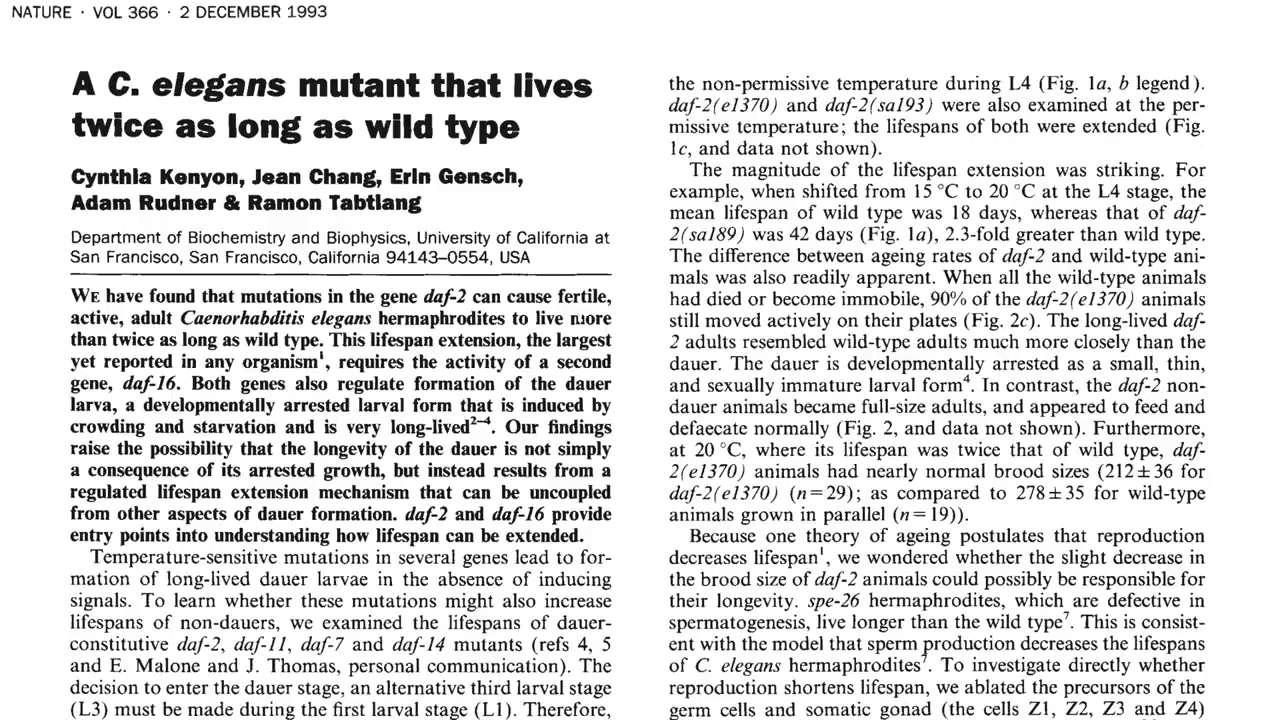 NATURE · VOL 366 · 2 DECEMBER 1993
A C. elegans mutant that lives
twice as long as wild type
Cynthia Kenyon, Jean Chang, Erin Gensch,
Adam Rudner & Ramon Tabtiang
Department of Biochemistry and Biophysics, University of California at
San Francisco, San Francisco, California 94143–0554, USA
WE have found that mutations in the gene daf-2 can cause fertile,
active, adult Caenorhabditis elegans hermaphrodites to live more
than twice as long as wild type. This lifespan extension, the largest
yet reported in any organism¹, requires the activity of a second
gene, daf-16. Both genes also regulate formation of the dauer
larva, a developmentally arrested larval form that is induced by
crowding and starvation and is very long-lived²⁻⁴. Our findings
raise the possibility that the longevity of the dauer is not simply
a consequence of its arrested growth, but instead results from a
regulated lifespan extension mechanism that can be uncoupled
from other aspects of dauer formation. daf-2 and daf-16 provide
entry points into understanding how lifespan can be extended.
Temperature-sensitive mutations in several genes lead to for-
mation of long-lived dauer larvae in the absence of inducing
signals. To learn whether these mutations might also increase
lifespans of non-dauers, we examined the lifespans of dauer-
constitutive daf-2, daf-11, daf-7 and daf-14 mutants (refs 4, 5
and E. Malone and J. Thomas, personal communication). The
decision to enter the dauer stage, an alternative third larval stage
(L3) must be made during the first larval stage (L1). Therefore,
the non-permissive temperature during L4 (Fig. 1a, b legend).
daf-2(e1370) and daf-2(sa193) were also examined at the per-
missive temperature; the lifespans of both were extended (Fig.
1c, and data not shown).
The magnitude of the lifespan extension was striking. For
example, when shifted from 15 °C to 20 °C at the L4 stage, the
mean lifespan of wild type was 18 days, whereas that of daf-
2(sa189) was 42 days (Fig. 1a), 2.3-fold greater than wild type.
The difference between ageing rates of daf-2 and wild-type ani-
mals was also readily apparent. When all the wild-type animals
had died or become immobile, 90% of the daf-2(e1370) animals
still moved actively on their plates (Fig. 2c). The long-lived daf-
2 adults resembled wild-type adults much more closely than the
dauer. The dauer is developmentally arrested as a small, thin,
and sexually immature larval form⁴. In contrast, the daf-2 non-
dauer animals became full-size adults, and appeared to feed and
defaecate normally (Fig. 2, and data not shown). Furthermore,
at 20 °C, where its lifespan was twice that of wild type, daf-
2(e1370) animals had nearly normal brood sizes (212±36 for
daf-2(e1370) (n=29); as compared to 278±35 for wild-type
animals grown in parallel (n=19)).
Because one theory of ageing postulates that reproduction
decreases lifespan¹, we wondered whether the slight decrease in
the brood size of daf-2 animals could possibly be responsible for
their longevity. spe-26 hermaphrodites, which are defective in
spermatogenesis, live longer than the wild type⁷. This is consist-
ent with the model that sperm production decreases the lifespans
of C. elegans hermaphrodites⁷. To investigate directly whether
reproduction shortens lifespan, we ablated the precursors of the
germ cells and somatic gonad (the cells Z1, Z2, Z3 and Z4)